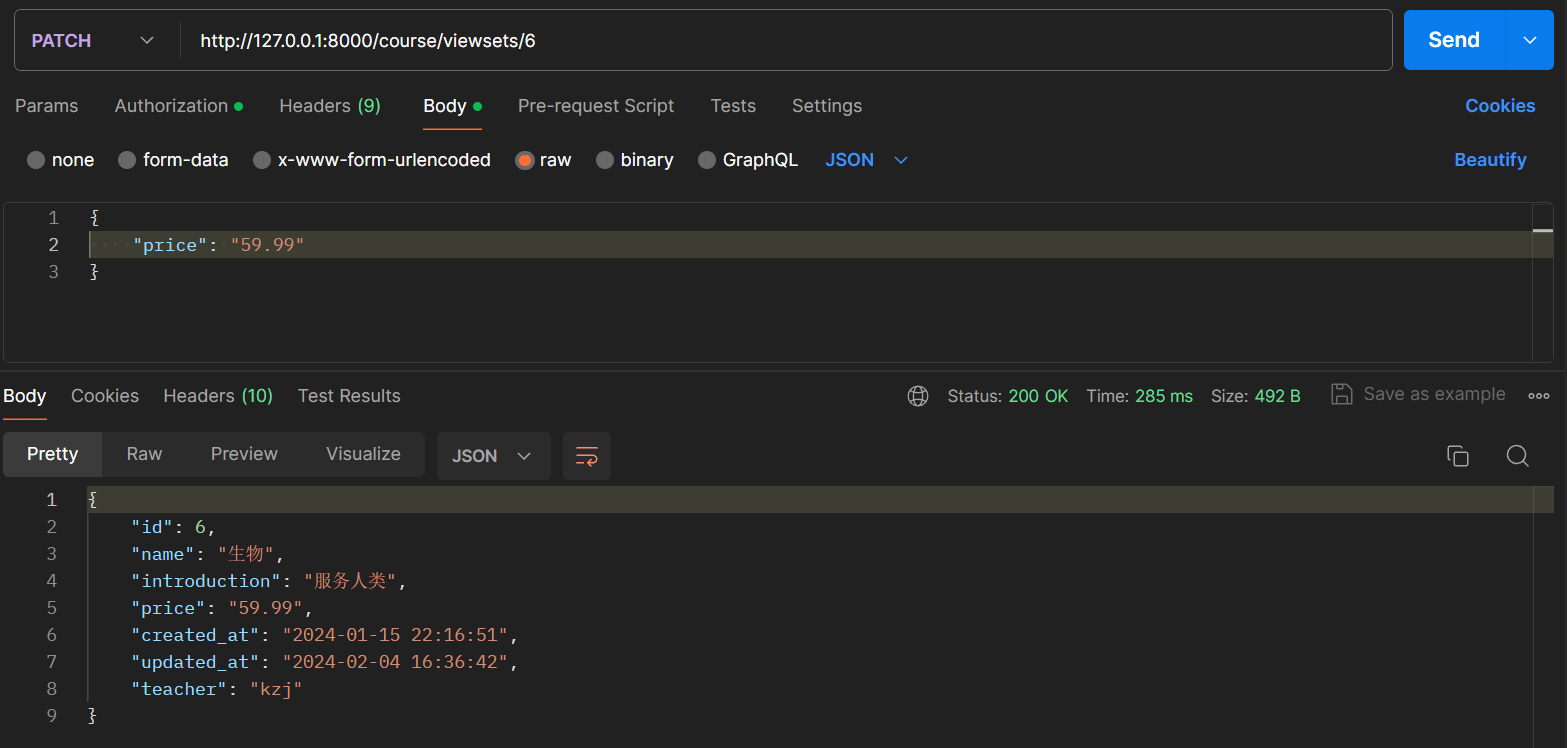 PATCH http://127.0.0.1:8000/course/viewsets/6 Send
Params Authorization Headers (9) Body Pre-request Script Tests Settings Cookies
none form-data x-www-form-urlencoded raw binary GraphQL JSON Beautify
1 {
2 "price": "59.99"
3 }
Body Cookies Headers (10) Test Results Status: 200 OK Time: 285 ms Size: 492 B Save as example
Pretty Raw Preview Visualize JSON
1 {
2 "id": 6,
3 "name": "生物",
4 "introduction": "服务人类",
5 "price": "59.99",
6 "created_at": "2024-01-15 22:16:51",
7 "updated_at": "2024-02-04 16:36:42",
8 "teacher": "kzj"
9 }